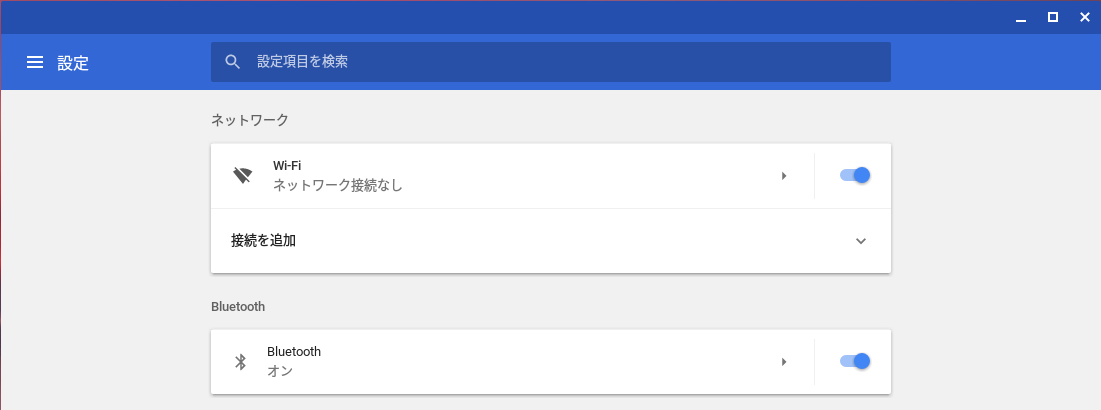 設定
設定項目を検索
ネットワーク
Wi-Fi
ネットワーク接続なし
接続を追加
Bluetooth
Bluetooth
オン